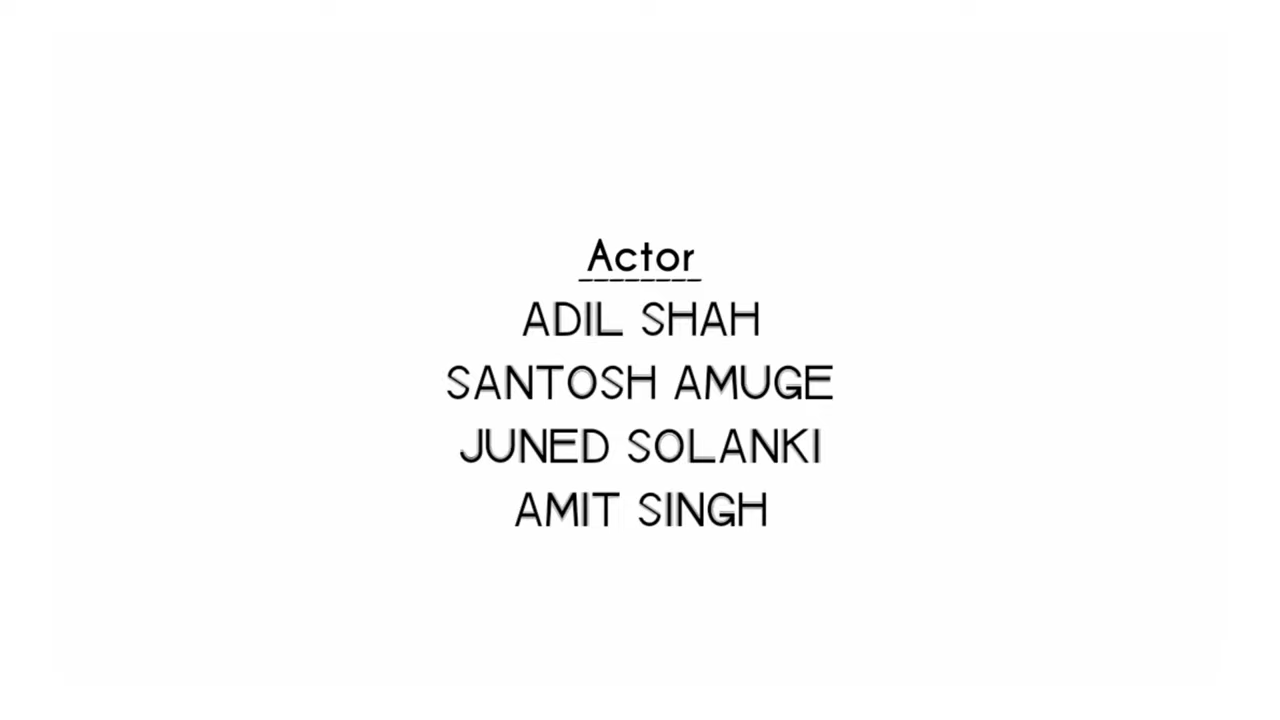 Actor
--------
ADIL SHAH
SANTOSH AMUGE
JUNED SOLANKI
AMIT SINGH